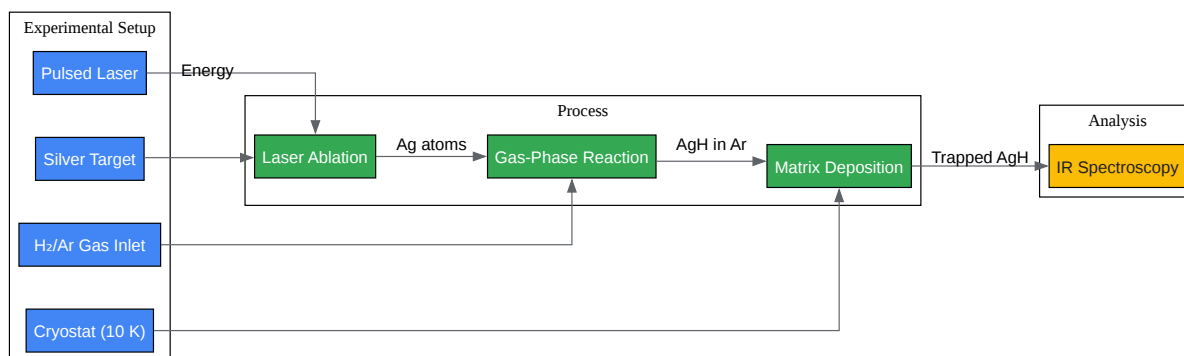 Experimental Setup
Pulsed Laser
Energy
Process
Analysis
Silver Target
Laser Ablation
Ag atoms
Gas-Phase Reaction
AgH in Ar
Matrix Deposition
Trapped AgH
IR Spectroscopy
H₂/Ar Gas Inlet
Cryostat (10 K)